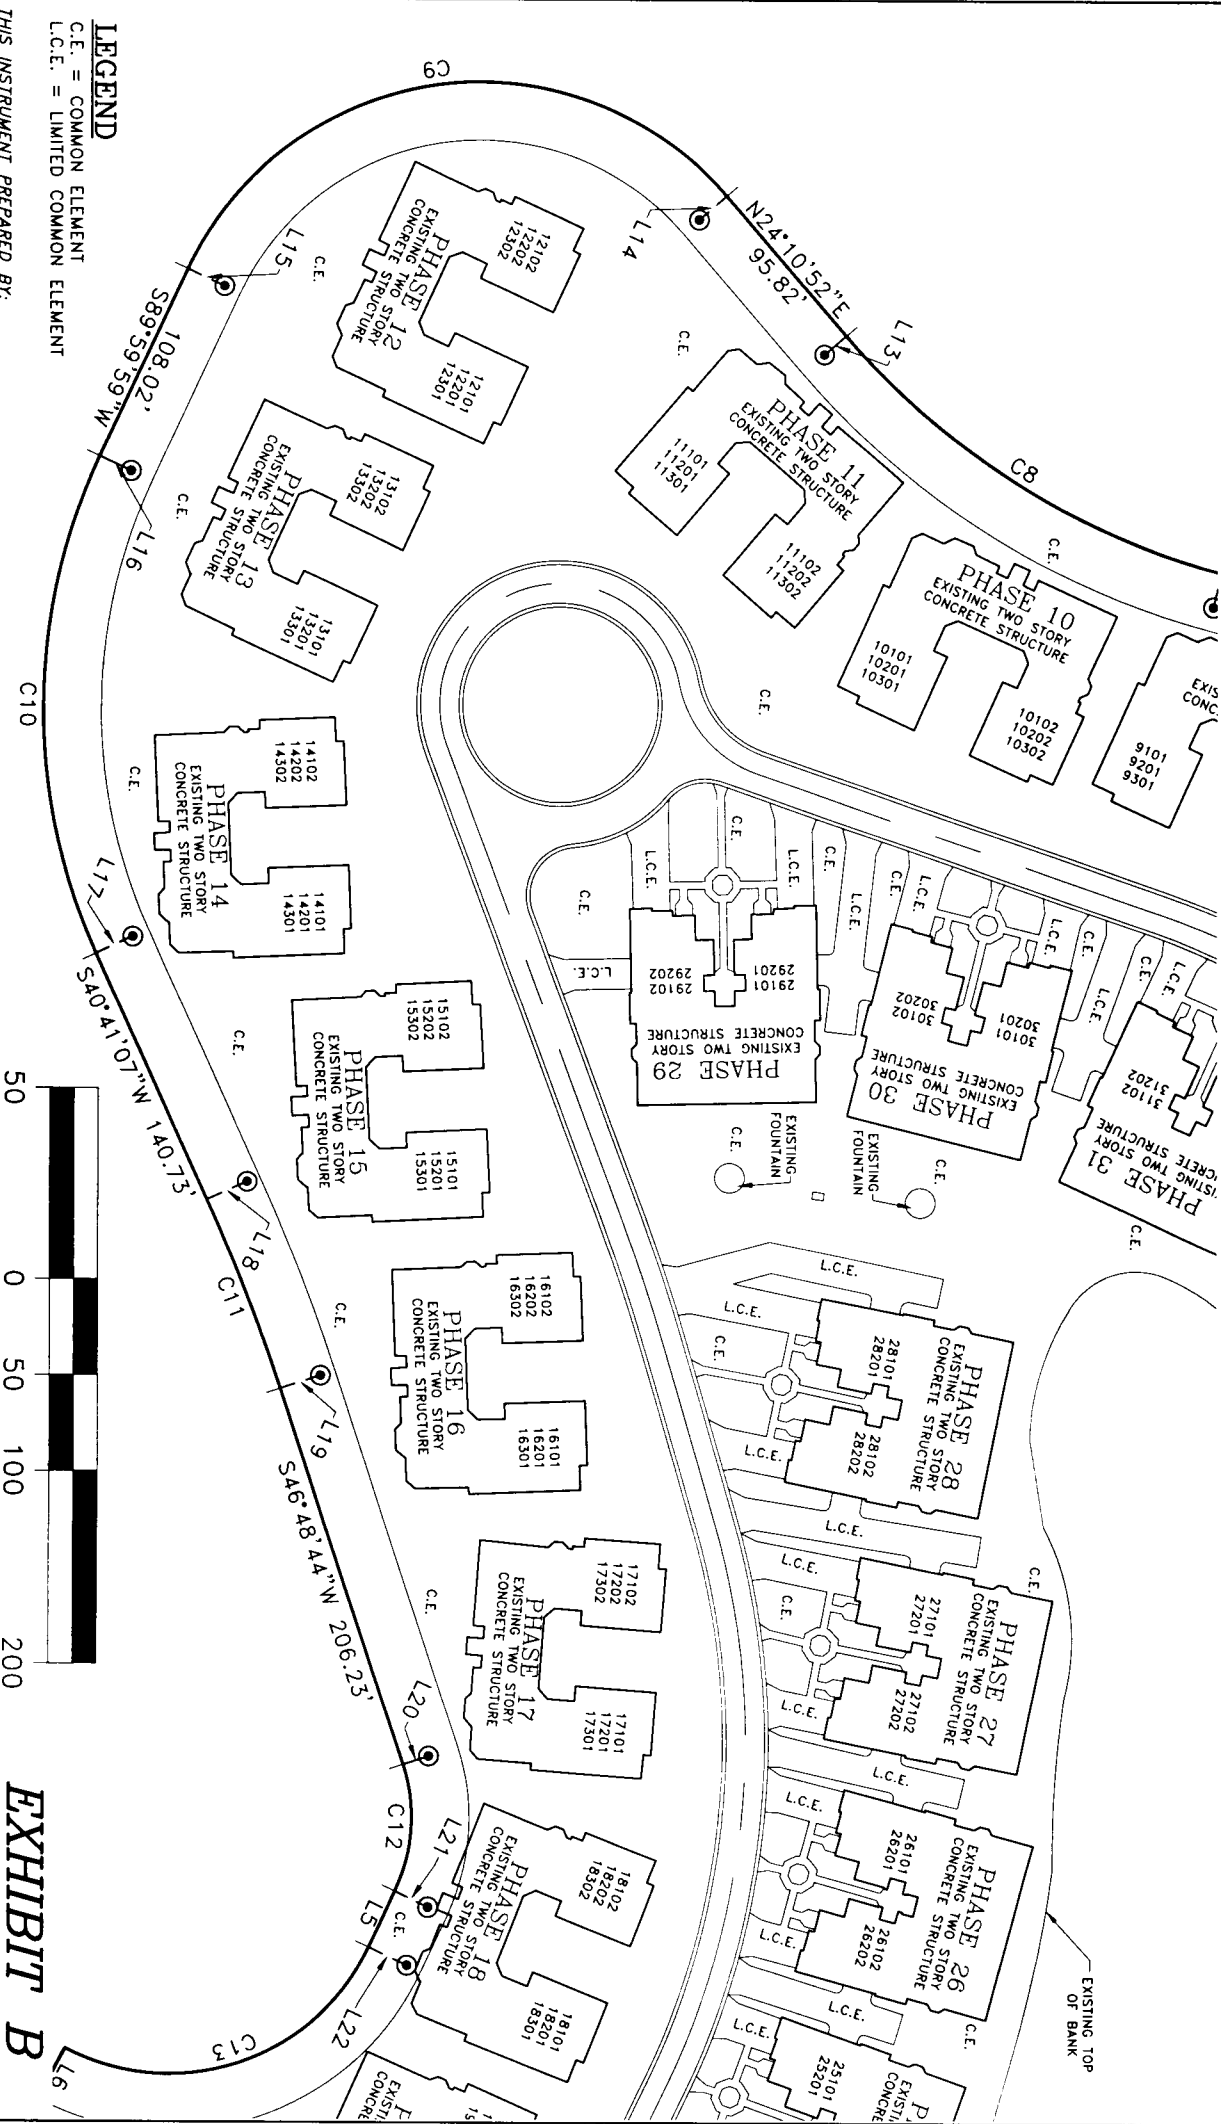 LEGEND
C.E. = COMMON ELEMENT
L.C.E. = LIMITED COMMON ELEMENT
THIS INSTRUMENT PREPARED BY:
C9
L14
N24°10'52"E
95.82'
L13
C8
C.E.
L15
C.E.
S89°59'59"W
108.02'
L16
C.E.
C10
C.E.
L17
S40°41'07"W 140.73'
C.E.
L18
C11
C.E.
L19
S46°48'44"W 206.23'
C.E.
L20
C12
L21
L5
C.E.
L22
C13
L6
C.E.
C.E.
PHASE 12
EXISTING TWO STORY
CONCRETE STRUCTURE
12102
12202
12302
12101
12201
12301
PHASE 13
EXISTING TWO STORY
CONCRETE STRUCTURE
13102
13202
13302
13101
13201
13301
PHASE 11
EXISTING TWO STORY
CONCRETE STRUCTURE
11101
11201
11301
11102
11202
11302
PHASE 10
EXISTING TWO STORY
CONCRETE STRUCTURE
10101
10201
10301
10102
10202
10302
EXIS
CONC
9101
9201
9301
PHASE 14
EXISTING TWO STORY
CONCRETE STRUCTURE
14102
14202
14302
14101
14201
14301
PHASE 15
EXISTING TWO STORY
CONCRETE STRUCTURE
15102
15202
15302
15101
15201
15301
PHASE 16
EXISTING TWO STORY
CONCRETE STRUCTURE
16102
16202
16302
16101
16201
16301
PHASE 17
EXISTING TWO STORY
CONCRETE STRUCTURE
17102
17202
17302
17101
17201
17301
PHASE 18
EXISTING TWO STORY
CONCRETE STRUCTURE
18102
18202
18302
18101
18201
18301
EXISTI
CONCRE
C.E.
L.C.E.
L.C.E.
C.E.
C.E.
L.C.E.
L.C.E.
PHASE 29
EXISTING TWO STORY
CONCRETE STRUCTURE
29101
29201
29102
29202
C.E.
L.C.E.
L.C.E.
C.E.
L.C.E.
PHASE 30
EXISTING TWO STORY
CONCRETE STRUCTURE
30101
30201
30102
30202
C.E.
L.C.E.
PHASE 31
ISTING TWO STORY
CRETE STRUCTURE
31102
31202
C.E.
EXISTING
FOUNTAIN
C.E.
EXISTING
FOUNTAIN
C.E.
L.C.E.
L.C.E.
C.E.
L.C.E.
PHASE 28
EXISTING TWO STORY
CONCRETE STRUCTURE
28101
28201
28102
28202
L.C.E.
L.C.E.
C.E.
L.C.E.
C.E.
PHASE 27
EXISTING TWO STORY
CONCRETE STRUCTURE
27101
27201
27102
27202
L.C.E.
L.C.E.
L.C.E.
PHASE 26
EXISTING TWO STORY
CONCRETE STRUCTURE
26101
26201
26102
26202
EXISTING TOP
OF BANK
C.E.
L.C.E.
L.C.E.
25101
25201
EXISTI
CONCR
50 0 50 100 200
EXHIBIT B